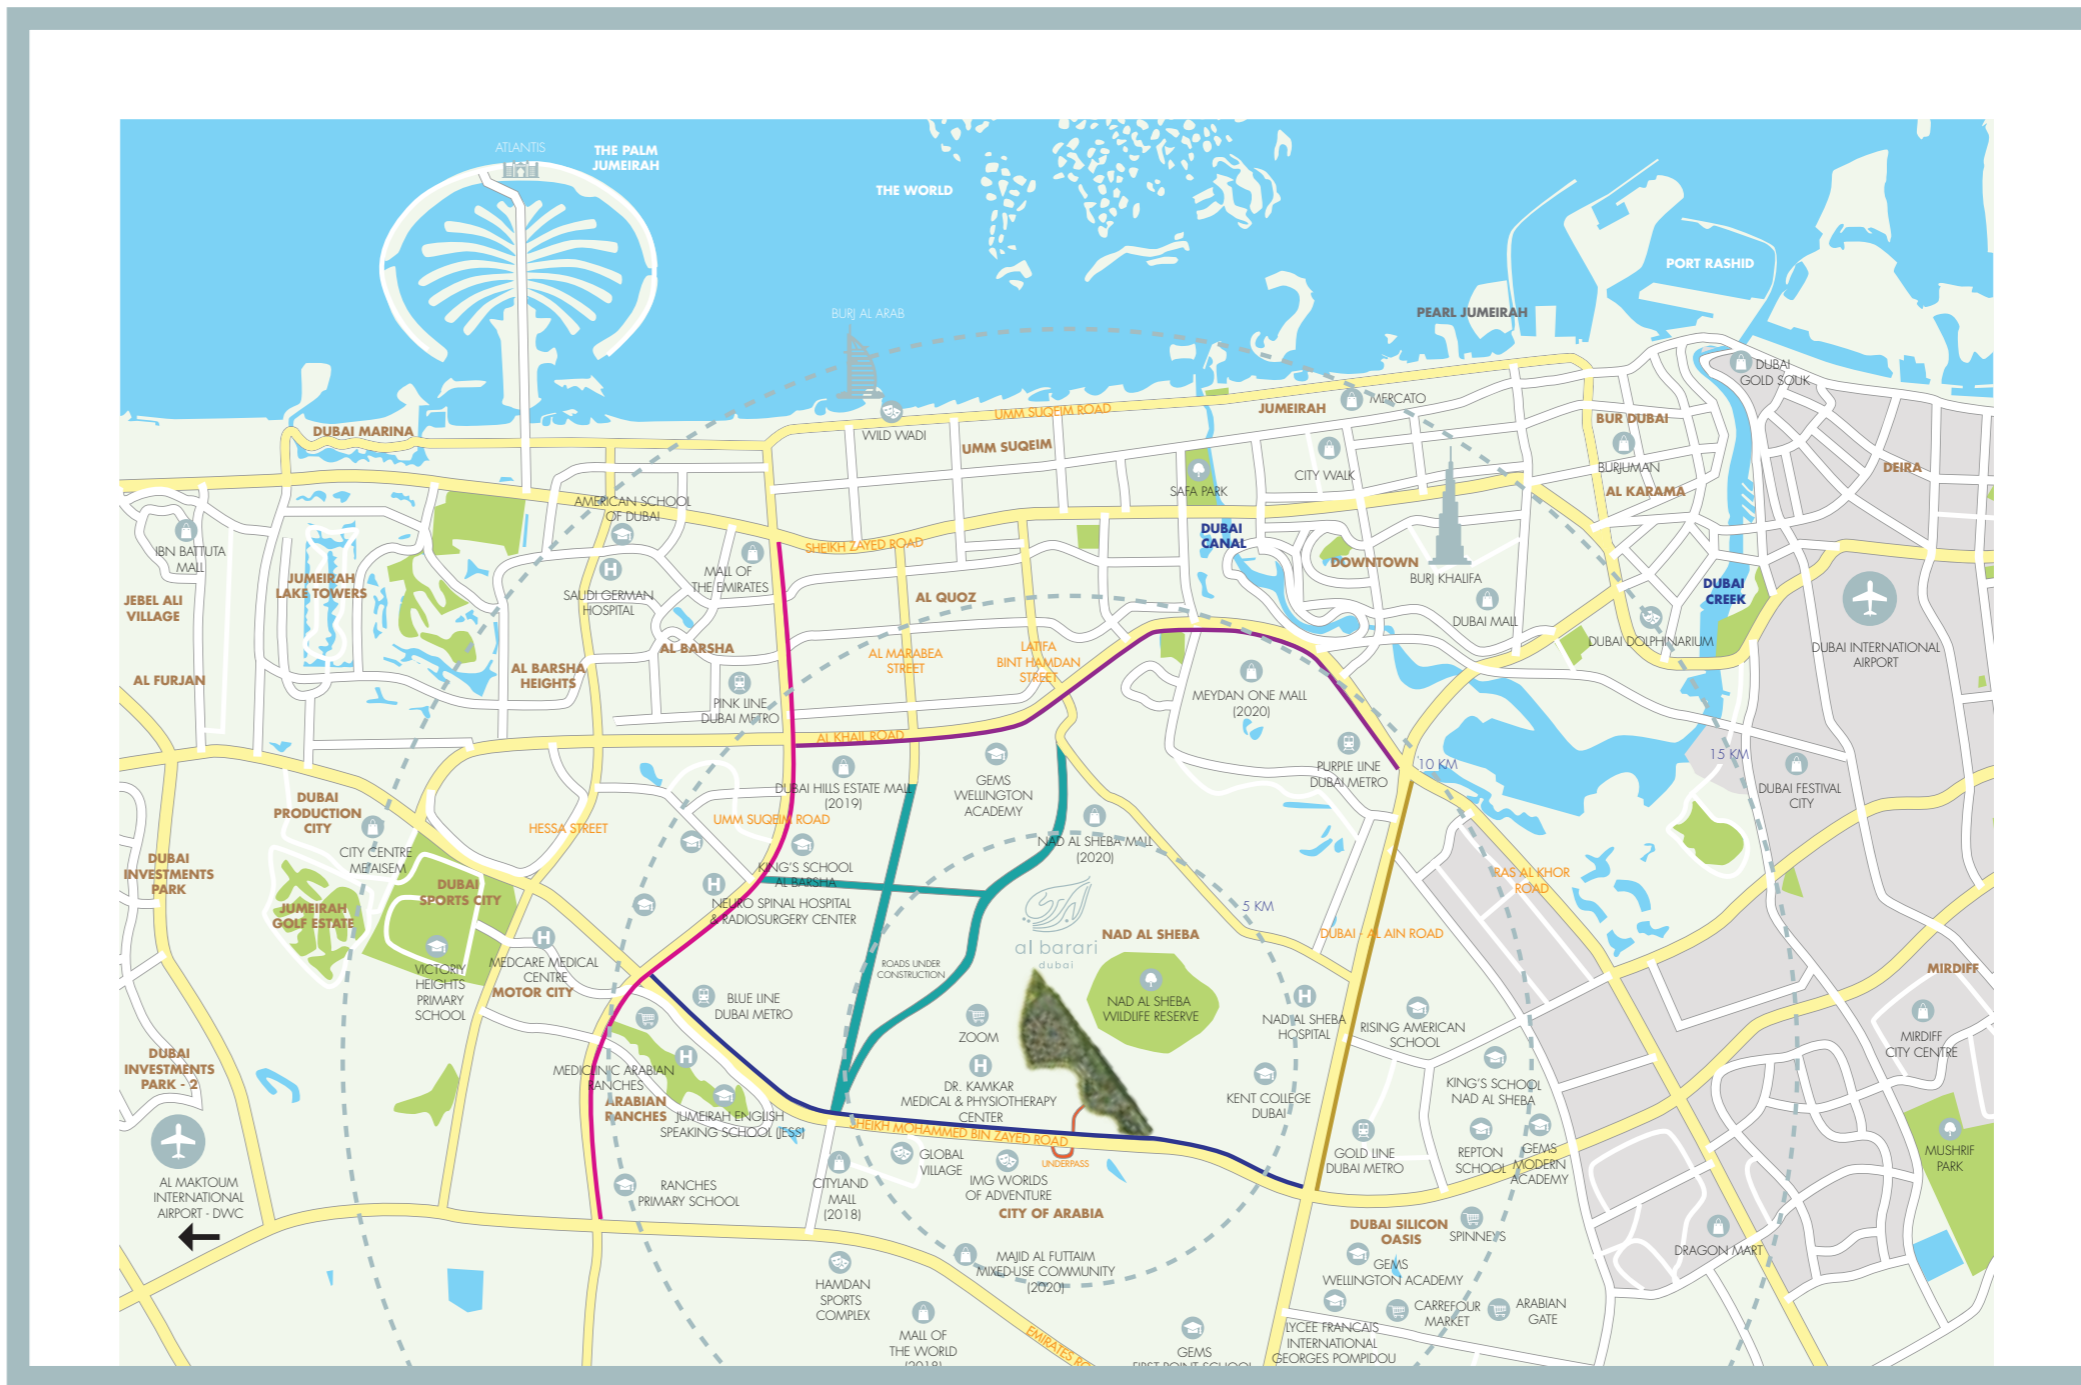 ATLANTIS
THE PALM
JUMEIRAH
THE WORLD
PORT RASHID
PEARL JUMEIRAH
BURJ AL ARAB
DUBAI
GOLD SOUK
MERCATO
JUMEIRAH
UMM SUQEIM ROAD
BUR DUBAI
DUBAI MARINA
WILD WADI
UMM SUQEIM
CITY WALK
BURJUMAN
DEIRA
SAFA PARK
AL KARAMA
AMERICAN SCHOOL
OF DUBAI
DUBAI
CANAL
IBN BATTUTA
MALL
SHEIKH ZAYED ROAD
DOWNTOWN
BURJ KHALIFA
JUMEIRAH
LAKE TOWERS
MALL OF
THE EMIRATES
H
SAUDI GERMAN
HOSPITAL
AL QUOZ
DUBAI
CREEK
JEBEL ALI
VILLAGE
DUBAI MALL
DUBAI DOLPHINARIUM
DUBAI INTERNATIONAL
AIRPORT
AL BARSHA
AL MARABEA
STREET
LATIFA
BINT HAMDAN
STREET
AL BARSHA
HEIGHTS
AL FURJAN
MEYDAN ONE MALL
(2020)
PINK LINE
DUBAI METRO
AL KHAIL ROAD
PURPLE LINE
DUBAI METRO
10 KM
15 KM
DUBAI HILLS ESTATE MALL
(2019)
GEMS
WELLINGTON
ACADEMY
DUBAI FESTIVAL
CITY
DUBAI
PRODUCTION
CITY
HESSA STREET
UMM SUQEIM ROAD
NAD AL SHEBA MALL
(2020)
CITY CENTRE
ME'AISEM
DUBAI
INVESTMENTS
PARK
KING'S SCHOOL
AL BARSHA
RAS AL KHOR
ROAD
DUBAI
SPORTS CITY
H
NEURO SPINAL HOSPITAL
& RADIOSURGERY CENTER
JUMEIRAH
GOLF ESTATE
5 KM
al barari
dubai
NAD AL SHEBA
DUBAI - AL AIN ROAD
H
MEDCARE MEDICAL
CENTRE
MOTOR CITY
VICTORIY
HEIGHTS
PRIMARY
SCHOOL
ROADS UNDER
CONSTRUCTION
MIRDIFF
BLUE LINE
DUBAI METRO
NAD AL SHEBA
WILDLIFE RESERVE
H
NAD AL SHEBA
HOSPITAL
RISING AMERICAN
SCHOOL
ZOOM
MIRDIFF
CITY CENTRE
DUBAI
INVESTMENTS
PARK - 2
H
MEDICLINIC ARABIAN
RANCHES
ARABIAN
RANCHES
JUMEIRAH ENGLISH
SPEAKING SCHOOL (JESS)
H
DR. KAMKAR
MEDICAL & PHYSIOTHERAPY
CENTER
KENT COLLEGE
DUBAI
KING'S SCHOOL
NAD AL SHEBA
SHEIKH MOHAMMED BIN ZAYED ROAD
UNDERPASS
GLOBAL
VILLAGE
IMG WORLDS
OF ADVENTURE
GOLD LINE
DUBAI METRO
REPTON
SCHOOL
GEMS
MODERN
ACADEMY
MUSHRIF
PARK
AL MAKTOUM
INTERNATIONAL
AIRPORT - DWC
RANCHES
PRIMARY SCHOOL
CITYLAND
MALL
(2018)
CITY OF ARABIA
DUBAI SILICON
OASIS
SPINNEYS
DRAGON MART
MAJID AL FUTTAIM
MIXED-USE COMMUNITY
(2020)
GEMS
WELLINGTON ACADEMY
HAMDAN
SPORTS
COMPLEX
CARREFOUR
MARKET
ARABIAN
GATE
MALL OF
THE WORLD
(2018)
EMIRATES RO
GEMS
FIRST POINT SCHOOL
LYCEE FRANCAIS
INTERNATIONAL
GEORGES POMPIDOU